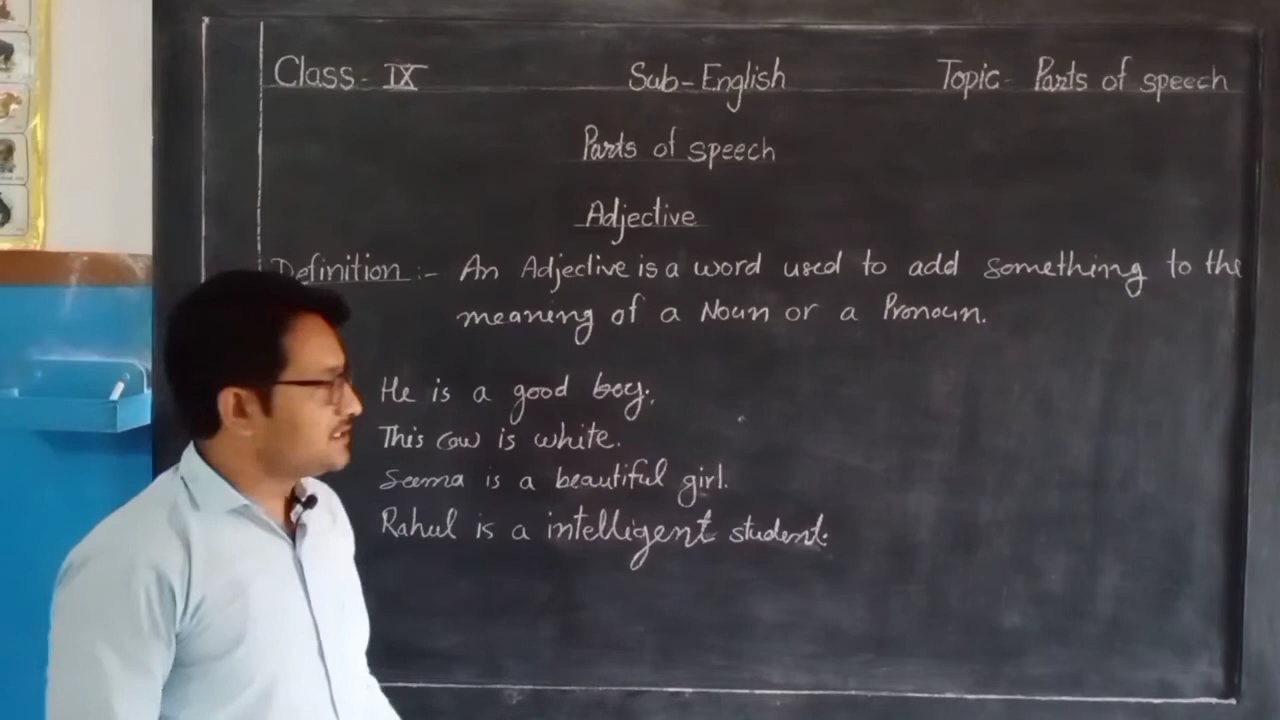 Class- IX Sub-English Topic- Parts of speech
Parts of speech
Adjective
Definition:- An Adjective is a word used to add something to the
meaning of a Noun or a Pronoun.
He is a good boy.
This cow is white.
Seema is a beautiful girl.
Rahul is a intelligent student.